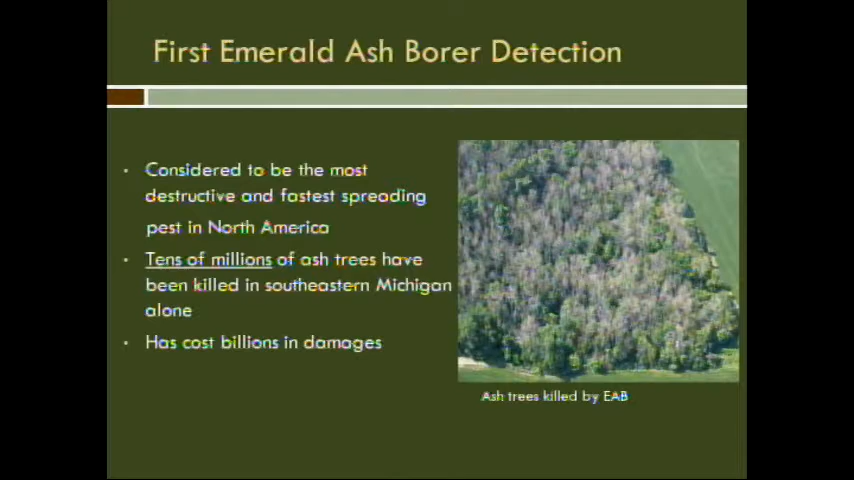 First Emerald Ash Borer Detection
• Considered to be the most
destructive and fastest spreading
pest in North America
• Tens of millions of ash trees have
been killed in southeastern Michigan
alone
• Has cost billions in damages
Ash trees killed by EAB